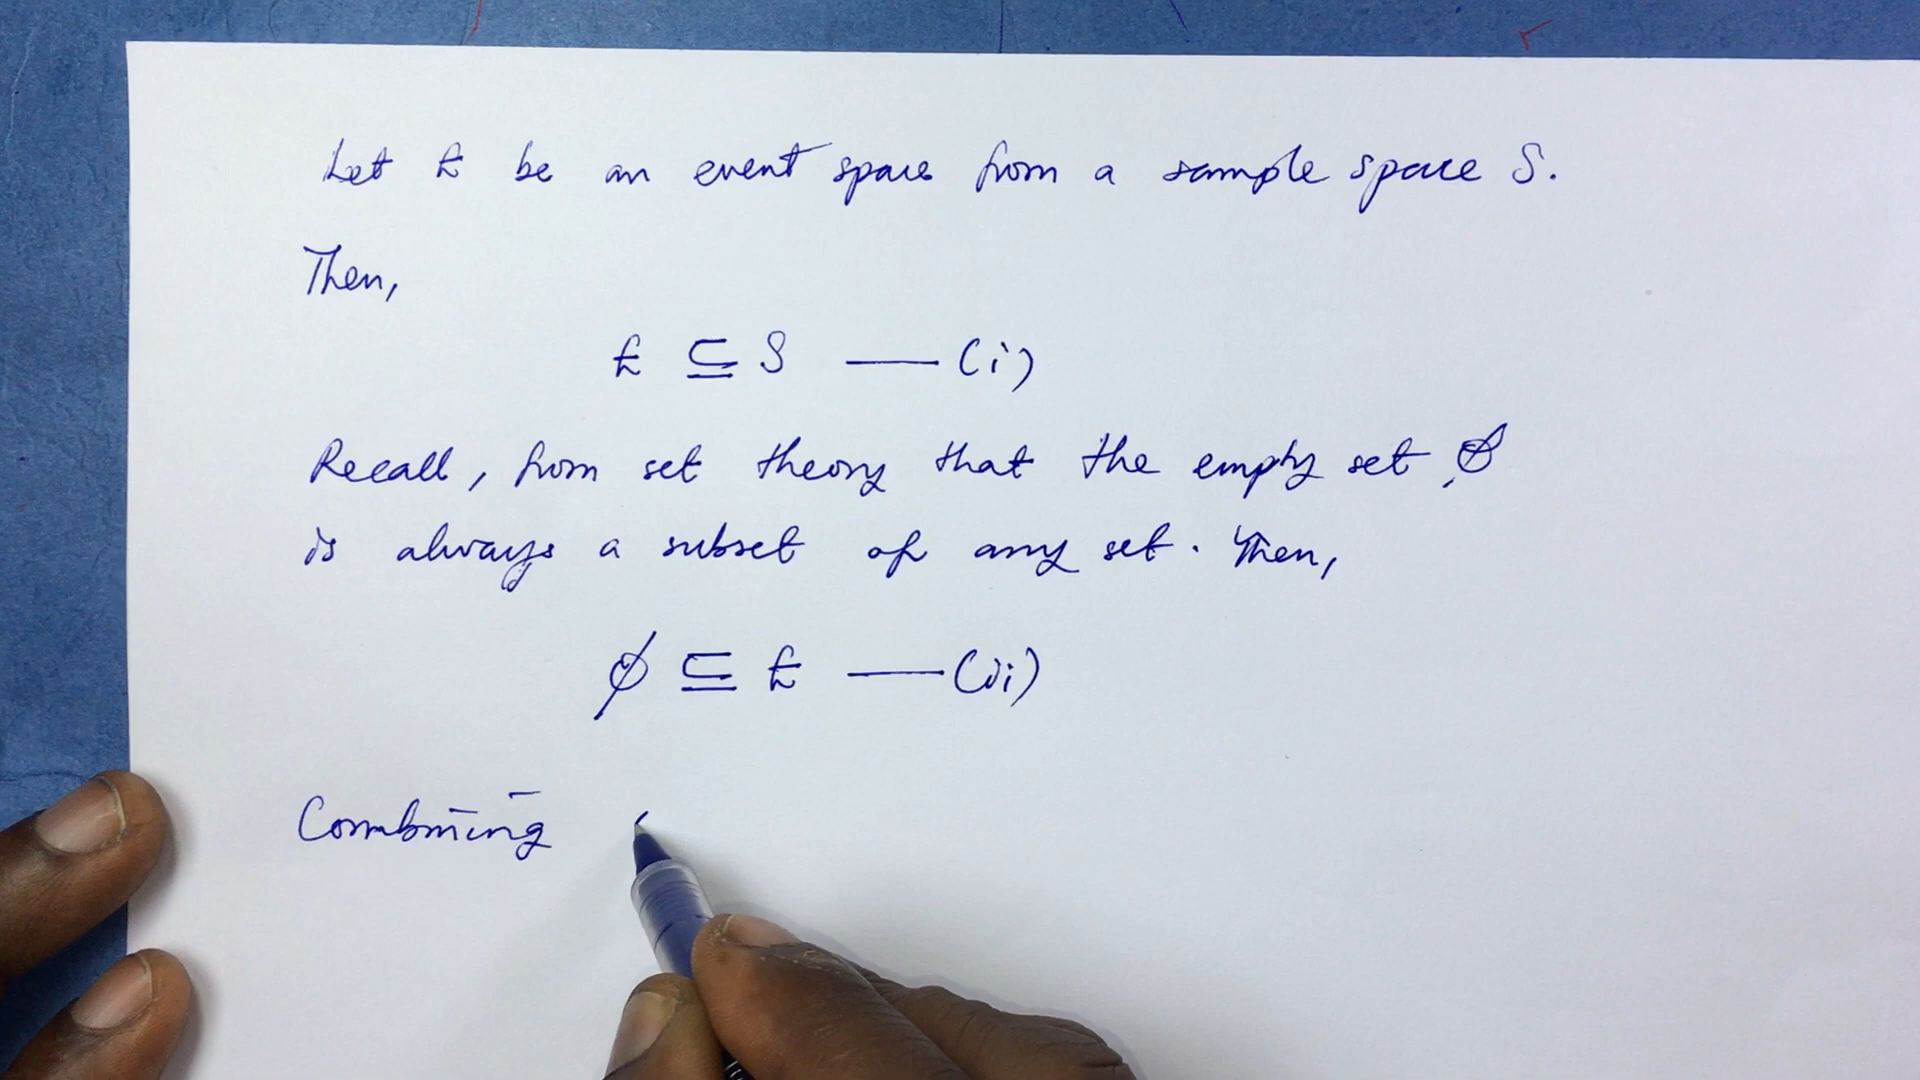 Let E be an event space from a sample space S.
Then,
E ⊆ S —— (i)
Recall, from set theory that the empty set, ∅
is always a subset of any set. Then,
∅ ⊆ E —— (ii)
Combining (